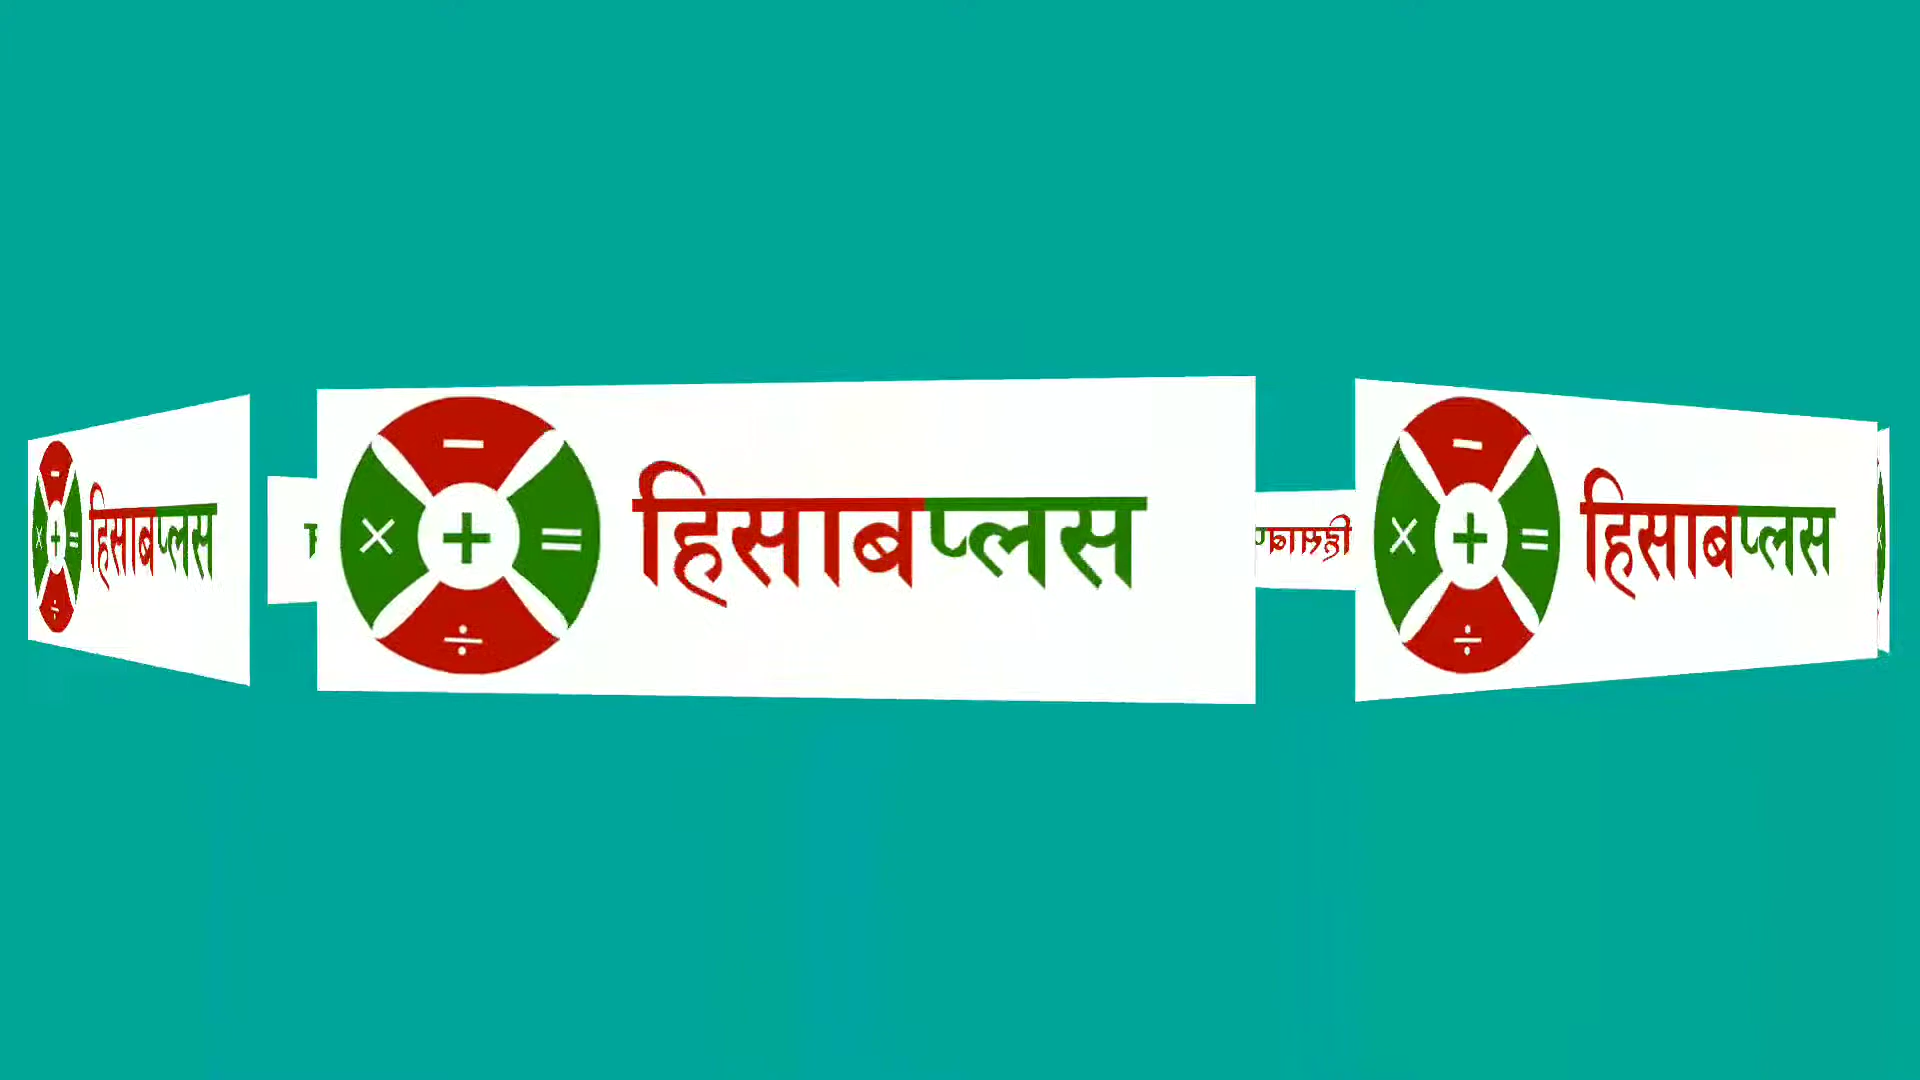 हिसाबप्लस
− × + = ÷
हिसाबप्लस
− × + = ÷
हिसाबप्लस
− × + = ÷